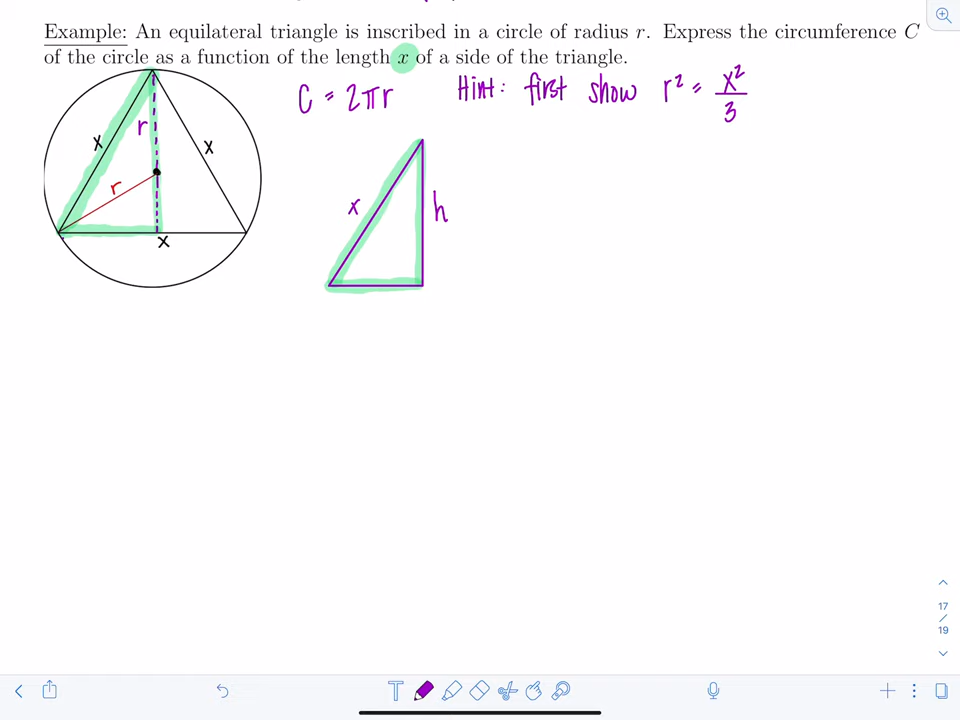 Example: An equilateral triangle is inscribed in a circle of radius r. Express the circumference C
of the circle as a function of the length x of a side of the triangle.
C = 2πr
Hint: first show r² = x²/3
r
x
x
r
x
x
h
17
/
19
T